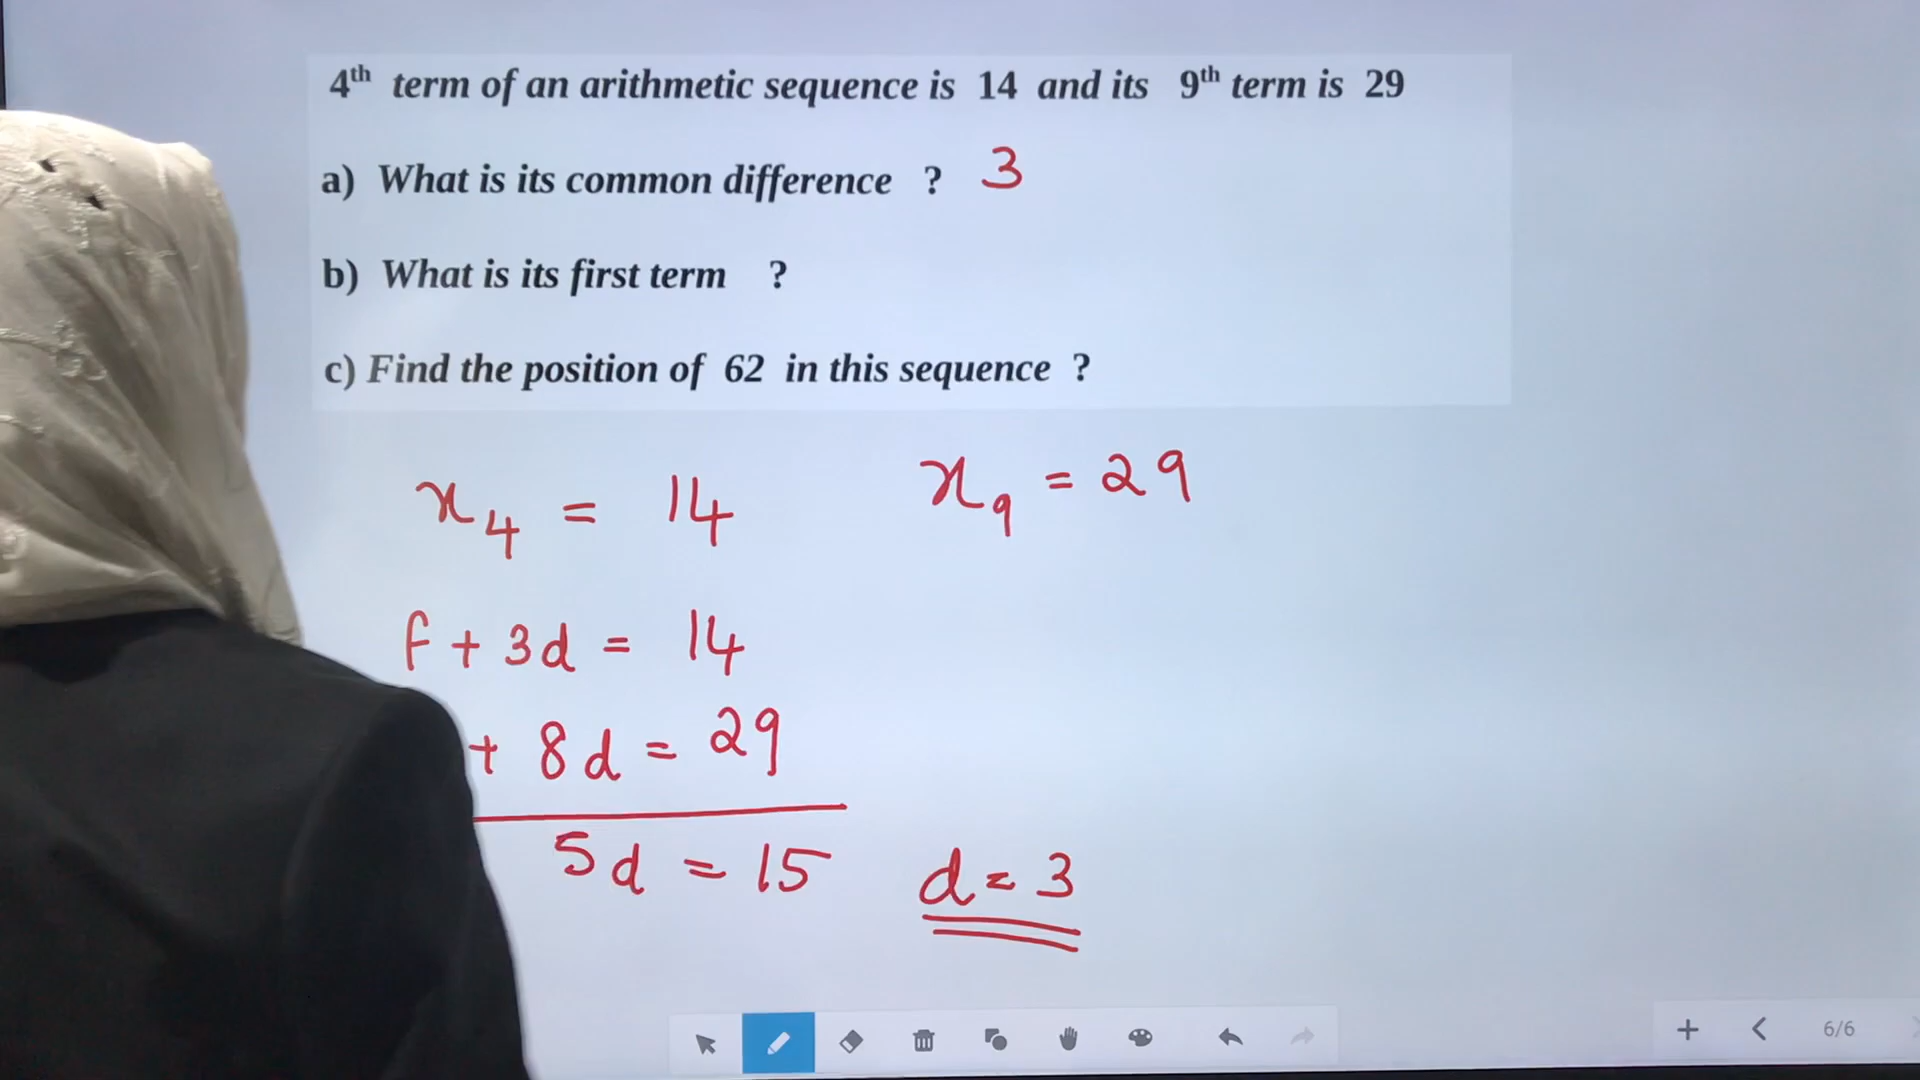 4th term of an arithmetic sequence is 14 and its 9th term is 29
a) What is its common difference ? 3
b) What is its first term ?
c) Find the position of 62 in this sequence ?
x4 = 14 x9 = 29
f + 3d = 14
+ 8d = 29
5d = 15 d = 3
6/6